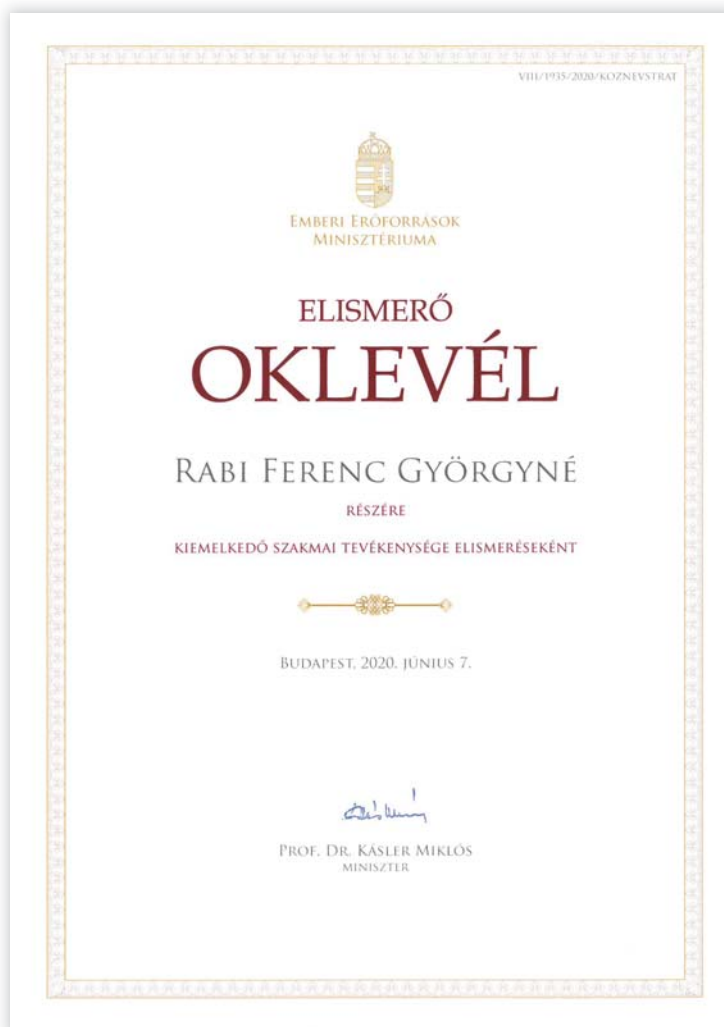 VIII/1935/2020/KOZNEVSTRAT
EMBERI ERŐFORRÁSOK
MINISZTÉRIUMA
ELISMERŐ
OKLEVÉL
RABI FERENC GYÖRGYNÉ
RÉSZÉRE
KIEMELKEDŐ SZAKMAI TEVÉKENYSÉGE ELISMERÉSEKÉNT
BUDAPEST, 2020. JÚNIUS 7.
PROF. DR. KÁSLER MIKLÓS
MINISZTER